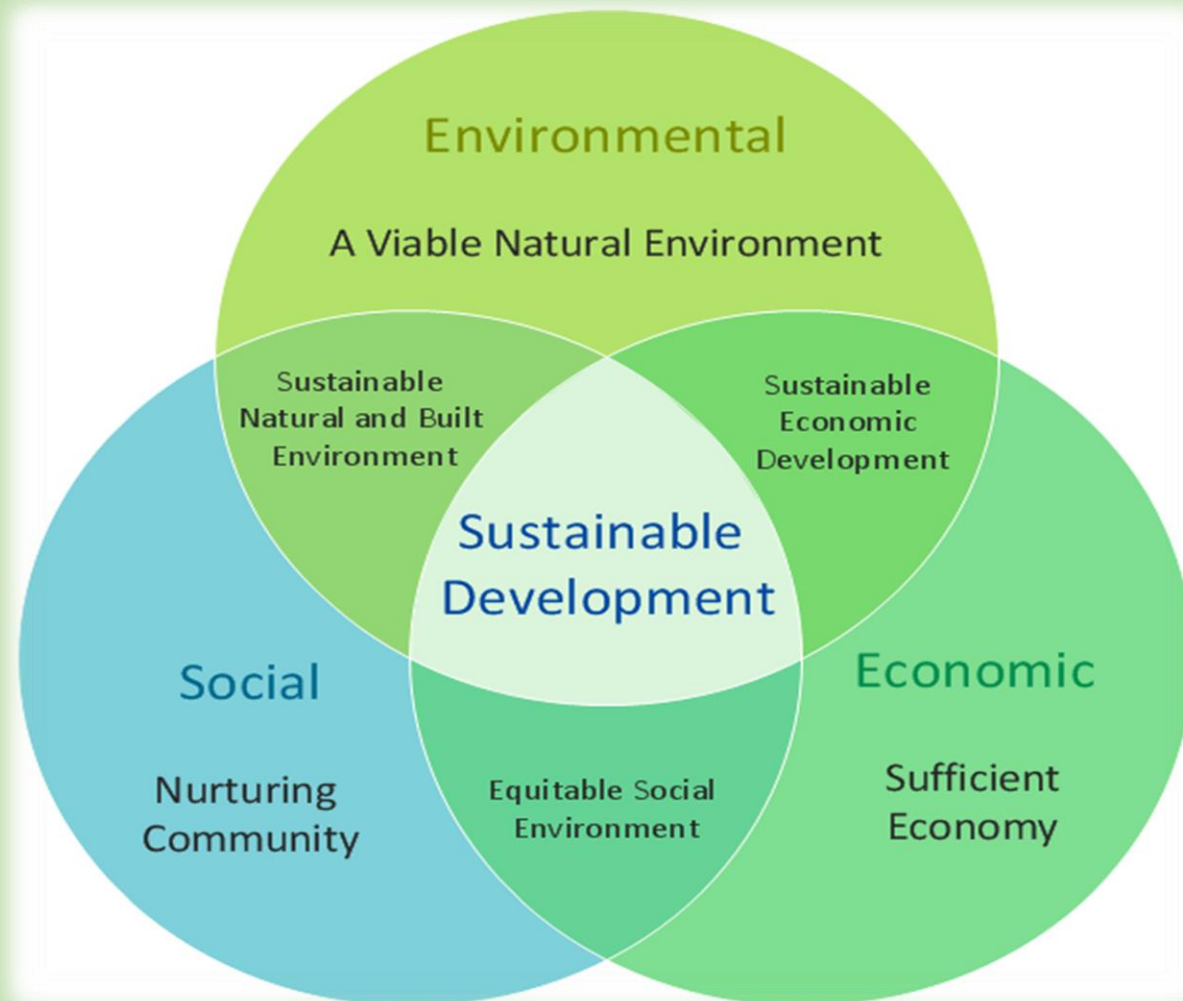 Environmental
A Viable Natural Environment
Sustainable
Natural and Built
Environment
Sustainable
Economic
Development
Sustainable
Development
Social
Nurturing
Community
Economic
Sufficient
Economy
Equitable Social
Environment